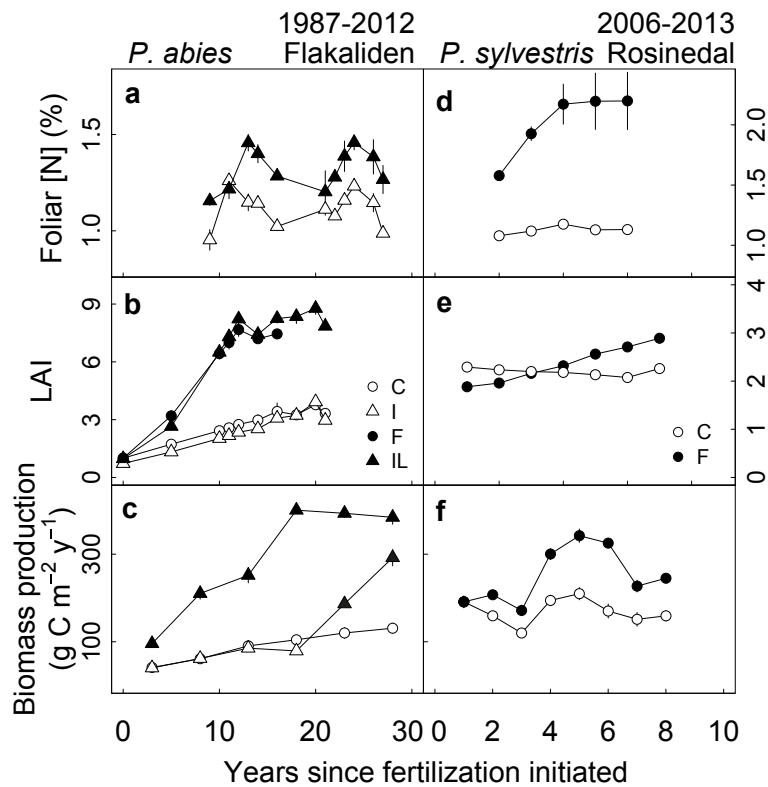 1987-2012
P. abies Flakaliden
2006-2013
P. sylvestris Rosinedal
a
Foliar [N] (%)
1.5
1.0
d
2.0
1.5
1.0
b
LAI
9
6
3
0
C
I
F
IL
e
4
3
2
1
0
C
F
c
Biomass production
(g C m⁻² y⁻¹)
300
100
f
0 10 20 30
0 2 4 6 8 10
Years since fertilization initiated